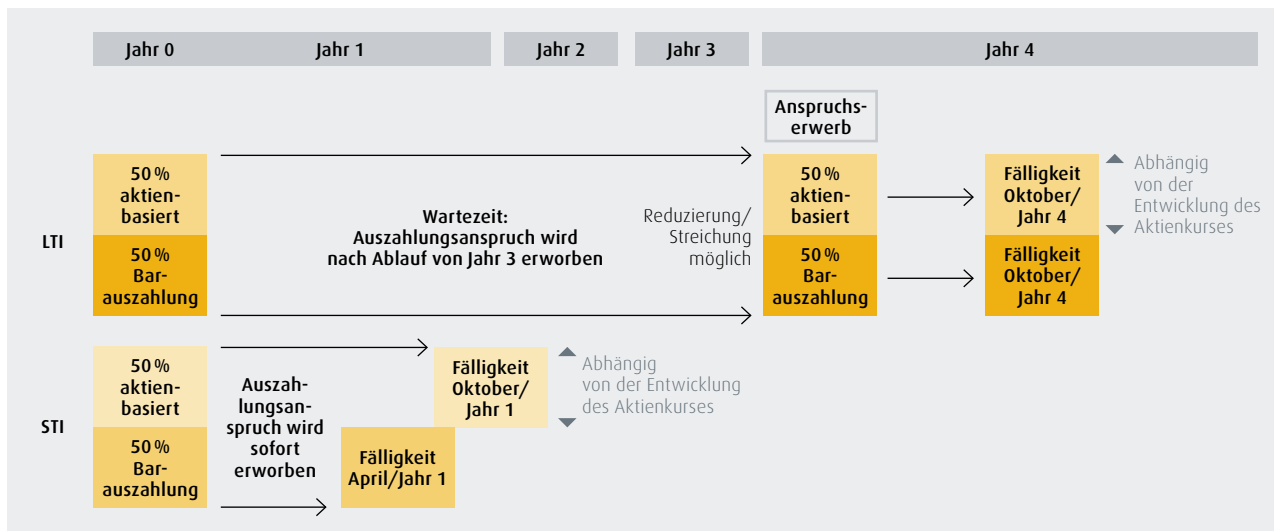 Jahr 0
Jahr 1
Jahr 2
Jahr 3
Jahr 4
Anspruchs-
erwerb
LTI
50 %
aktien-
basiert
50 %
Bar-
auszahlung
Wartezeit:
Auszahlungsanspruch wird
nach Ablauf von Jahr 3 erworben
Reduzierung/
Streichung
möglich
50 %
aktien-
basiert
50 %
Bar-
auszahlung
Fälligkeit
Oktober/
Jahr 4
Fälligkeit
Oktober/
Jahr 4
Abhängig
von der
Entwicklung des
Aktienkurses
STI
50 %
aktien-
basiert
50 %
Bar-
auszahlung
Auszah-
lungsan-
spruch wird
sofort
erworben
Fälligkeit
Oktober/
Jahr 1
Fälligkeit
April/Jahr 1
Abhängig
von der Entwicklung
des Aktienkurses